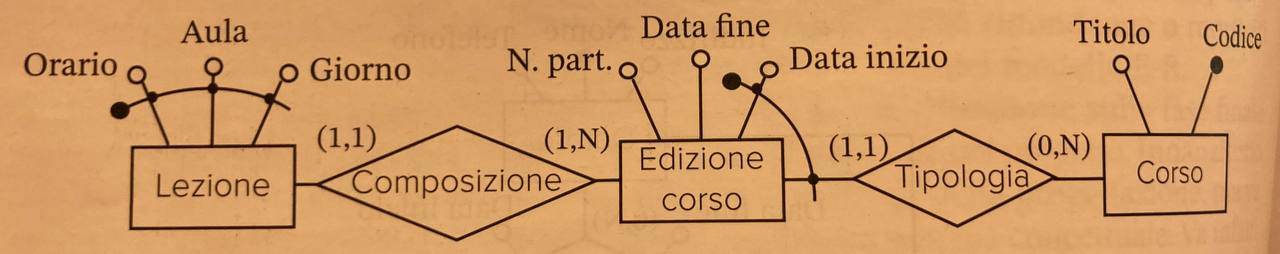 Orario
Aula
Giorno
N. part.
Data fine
Data inizio
Titolo
Codice
(1,1)
(1,N)
(1,1)
(0,N)
Lezione
Composizione
Edizione
corso
Tipologia
Corso